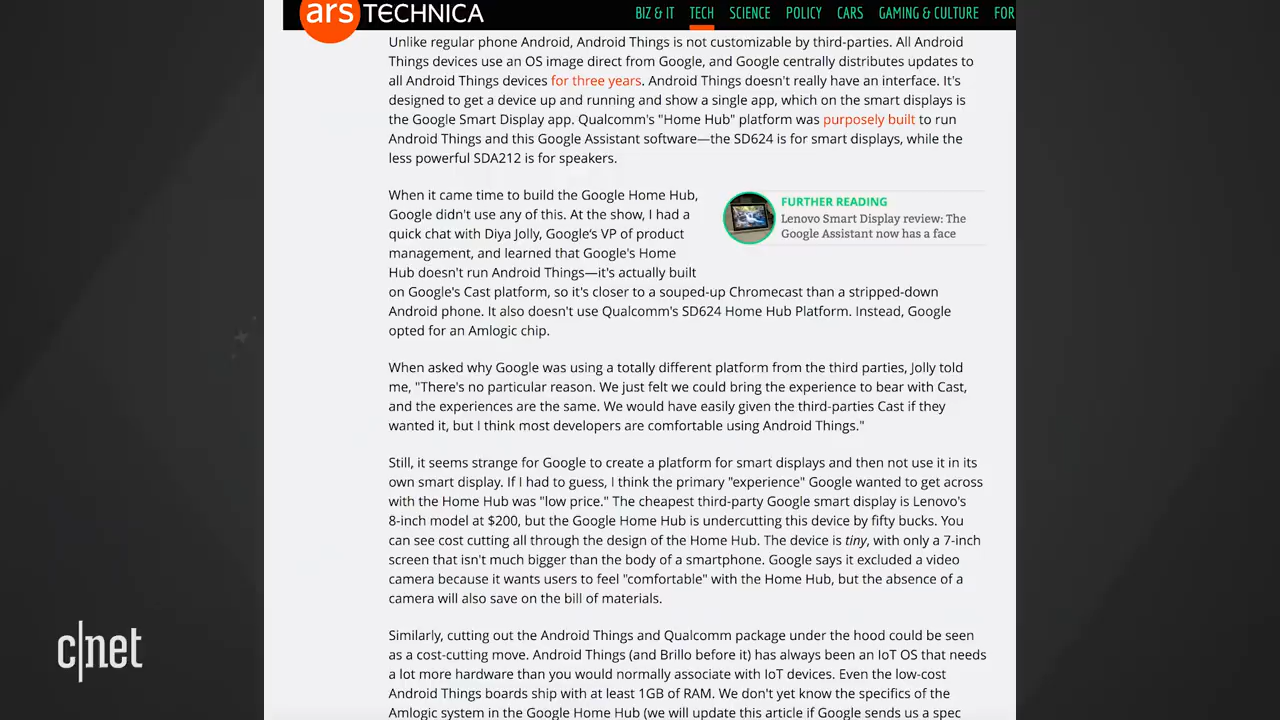 ars TECHNICA
BIZ & IT TECH SCIENCE POLICY CARS GAMING & CULTURE FOR
Unlike regular phone Android, Android Things is not customizable by third-parties. All Android
Things devices use an OS image direct from Google, and Google centrally distributes updates to
all Android Things devices for three years. Android Things doesn't really have an interface. It's
designed to get a device up and running and show a single app, which on the smart displays is
the Google Smart Display app. Qualcomm's "Home Hub" platform was purposely built to run
Android Things and this Google Assistant software—the SD624 is for smart displays, while the
less powerful SDA212 is for speakers.
When it came time to build the Google Home Hub,
Google didn't use any of this. At the show, I had a
quick chat with Diya Jolly, Google's VP of product
management, and learned that Google's Home
Hub doesn't run Android Things—it's actually built
on Google's Cast platform, so it's closer to a souped-up Chromecast than a stripped-down
Android phone. It also doesn't use Qualcomm's SD624 Home Hub Platform. Instead, Google
opted for an Amlogic chip.
FURTHER READING
Lenovo Smart Display review: The
Google Assistant now has a face
When asked why Google was using a totally different platform from the third parties, Jolly told
me, "There's no particular reason. We just felt we could bring the experience to bear with Cast,
and the experiences are the same. We would have easily given the third-parties Cast if they
wanted it, but I think most developers are comfortable using Android Things."
Still, it seems strange for Google to create a platform for smart displays and then not use it in its
own smart display. If I had to guess, I think the primary "experience" Google wanted to get across
with the Home Hub was "low price." The cheapest third-party Google smart display is Lenovo's
8-inch model at $200, but the Google Home Hub is undercutting this device by fifty bucks. You
can see cost cutting all through the design of the Home Hub. The device is tiny, with only a 7-inch
screen that isn't much bigger than the body of a smartphone. Google says it excluded a video
camera because it wants users to feel "comfortable" with the Home Hub, but the absence of a
camera will also save on the bill of materials.
Similarly, cutting out the Android Things and Qualcomm package under the hood could be seen
as a cost-cutting move. Android Things (and Brillo before it) has always been an IoT OS that needs
a lot more hardware than you would normally associate with IoT devices. Even the low-cost
Android Things boards ship with at least 1GB of RAM. We don't yet know the specifics of the
Amlogic system in the Google Home Hub (we will update this article if Google sends us a spec
c|net